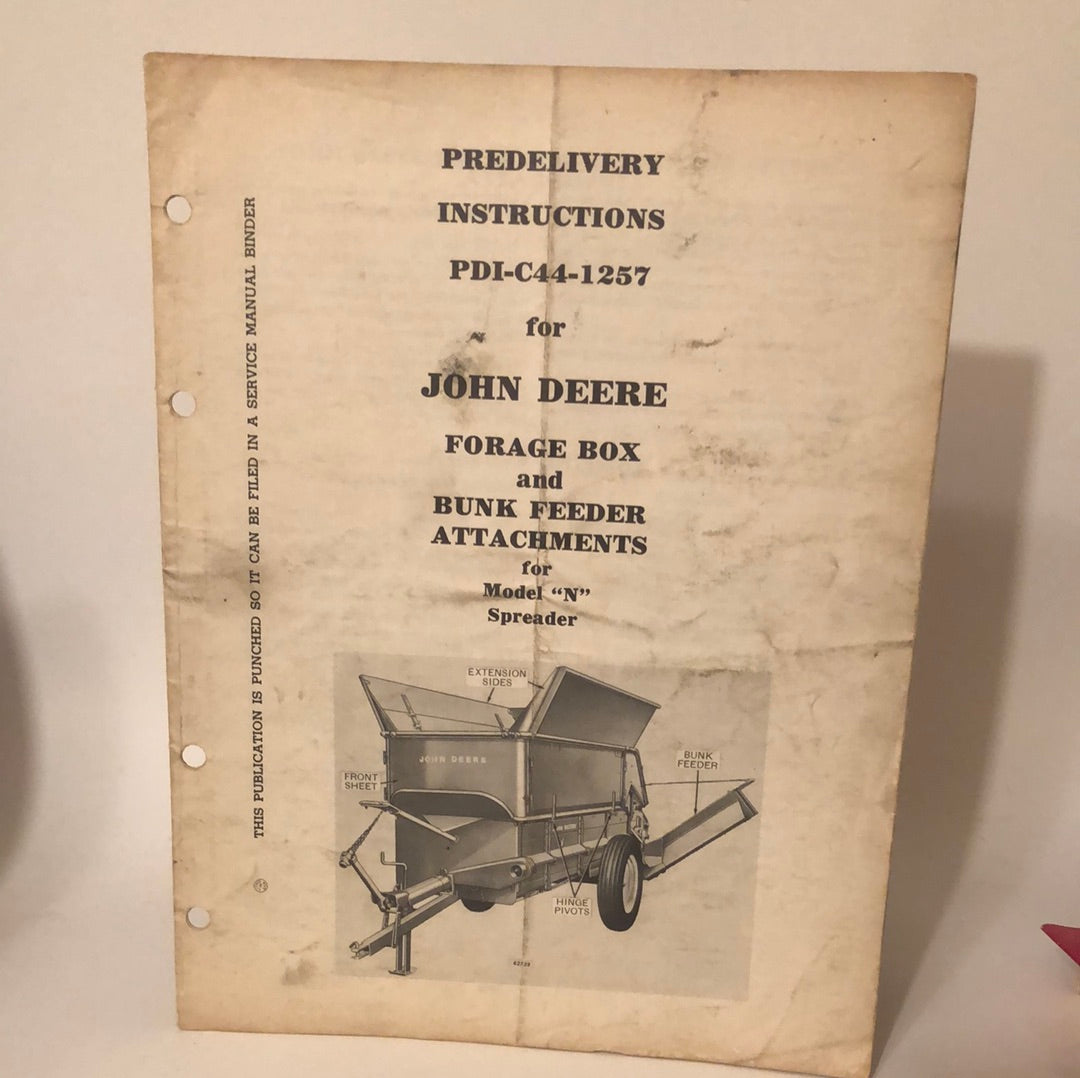 PREDELIVERY
INSTRUCTIONS
PDI-C44-1257
for
JOHN DEERE
FORAGE BOX
and
BUNK FEEDER
ATTACHMENTS
for
Model “N”
Spreader
THIS PUBLICATION IS PUNCHED SO IT CAN BE FILED IN A SERVICE MANUAL BINDER
EXTENSION
SIDES
JOHN DEERE
FRONT
SHEET
BUNK
FEEDER
HINGE
PIVOTS